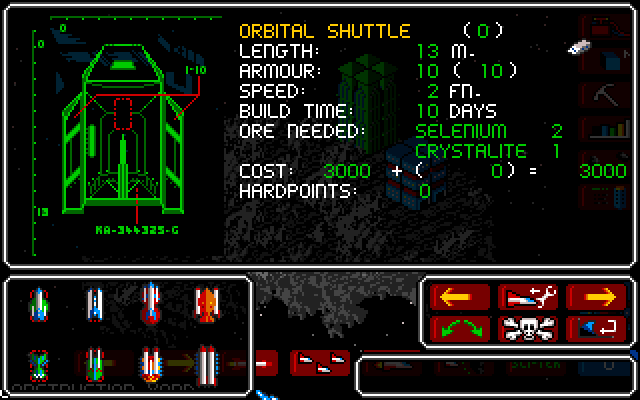 0
0
1-10
13
KA-344325-G
ORBITAL SHUTTLE (0)
LENGTH: 13 M.
ARMOUR: 10 ( 10)
SPEED: 2 FN.
BUILD TIME: 10 DAYS
ORE NEEDED: SELENIUM 2
CRYSTALITE 1
COST: 3000 + ( 0) = 3000
HARDPOINTS: 0